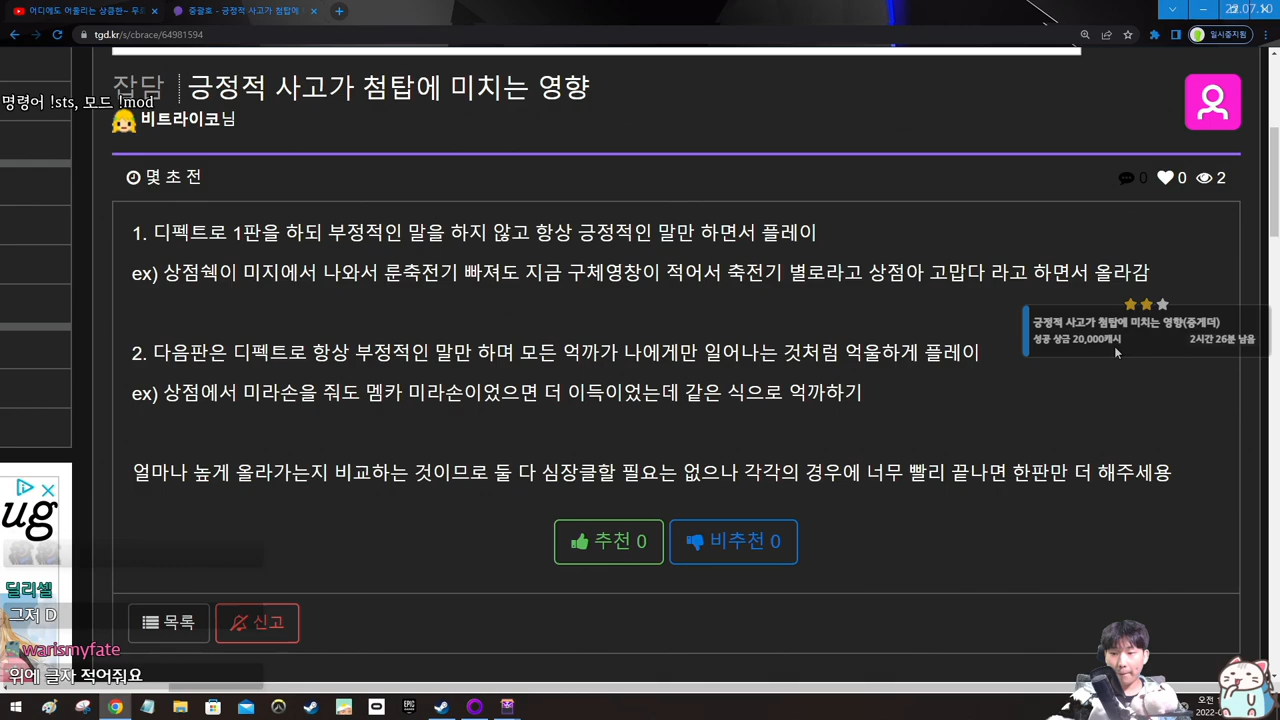 어디에도 어울리는 상큼한~ 무료
중괄호 - 긍정적 사고가 첨탑에
22.07.10
tgd.kr/s/cbrace/64981594
일시중지됨
잡담
긍정적 사고가 첨탑에 미치는 영향
명령어 !sts, 모드 !mod
비트라이코님
몇 초 전
0 0 2
1. 디펙트로 1판을 하되 부정적인 말을 하지 않고 항상 긍정적인 말만 하면서 플레이
ex) 상점쉑이 미지에서 나와서 룬축전기 빠져도 지금 구체영창이 적어서 축전기 별로라고 상점아 고맙다 라고 하면서 올라감
긍정적 사고가 첨탑에 미치는 영향(중게더)
성공 상금 20,000캐시
2시간 26분 남음
2. 다음판은 디펙트로 항상 부정적인 말만 하며 모든 억까가 나에게만 일어나는 것처럼 억울하게 플레이
ex) 상점에서 미라손을 줘도 멤카 미라손이었으면 더 이득이었는데 같은 식으로 억까하기
얼마나 높게 올라가는지 비교하는 것이므로 둘 다 심장클할 필요는 없으나 각각의 경우에 너무 빨리 끝나면 한판만 더 해주세용
ug
추천 0
비추천 0
딜리셀
그저 D
목록
신고
warismyfate
위에 글자 적어줘요
EPIC
오전